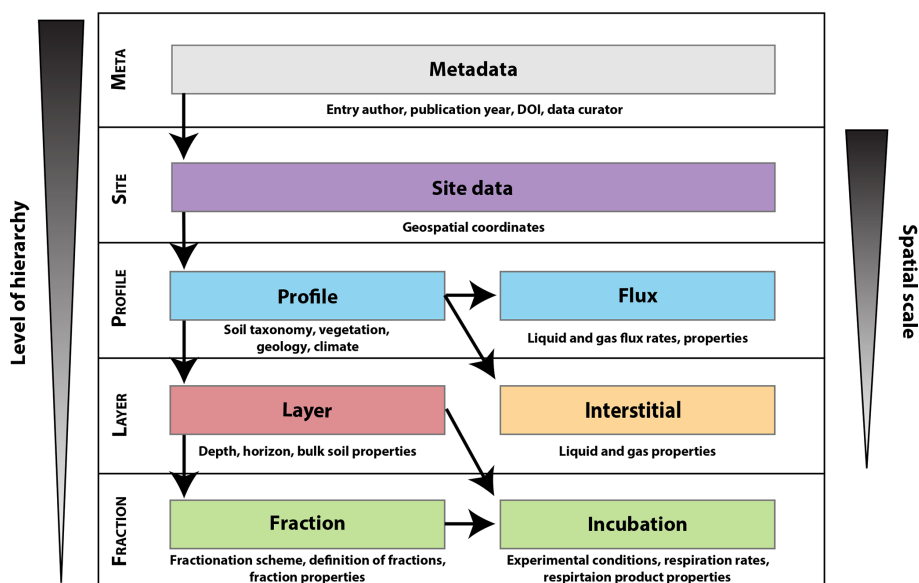 META
Metadata
Entry author, publication year, DOI, data curator
SITE
Site data
Geospatial coordinates
Level of hierarchy
Spatial scale
PROFILE
Profile
Soil taxonomy, vegetation,
geology, climate
Flux
Liquid and gas flux rates, properties
LAYER
Layer
Depth, horizon, bulk soil properties
Interstitial
Liquid and gas properties
FRACTION
Fraction
Fractionation scheme, definition of fractions,
fraction properties
Incubation
Experimental conditions, respiration rates,
respirtaion product properties